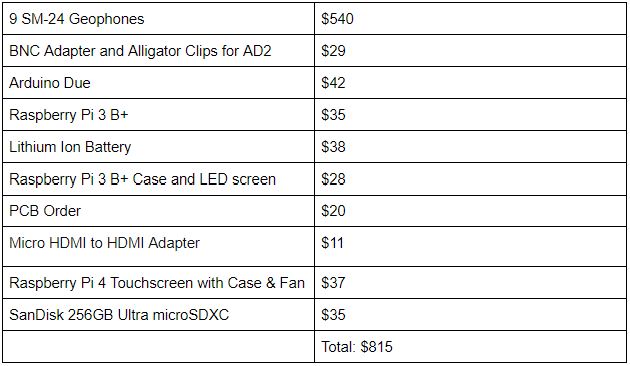 9 SM-24 Geophones $540
BNC Adapter and Alligator Clips for AD2 $29
Arduino Due $42
Raspberry Pi 3 B+ $35
Lithium Ion Battery $38
Raspberry Pi 3 B+ Case and LED screen $28
PCB Order $20
Micro HDMI to HDMI Adapter $11
Raspberry Pi 4 Touchscreen with Case & Fan $37
SanDisk 256GB Ultra microSDXC $35
Total: $815